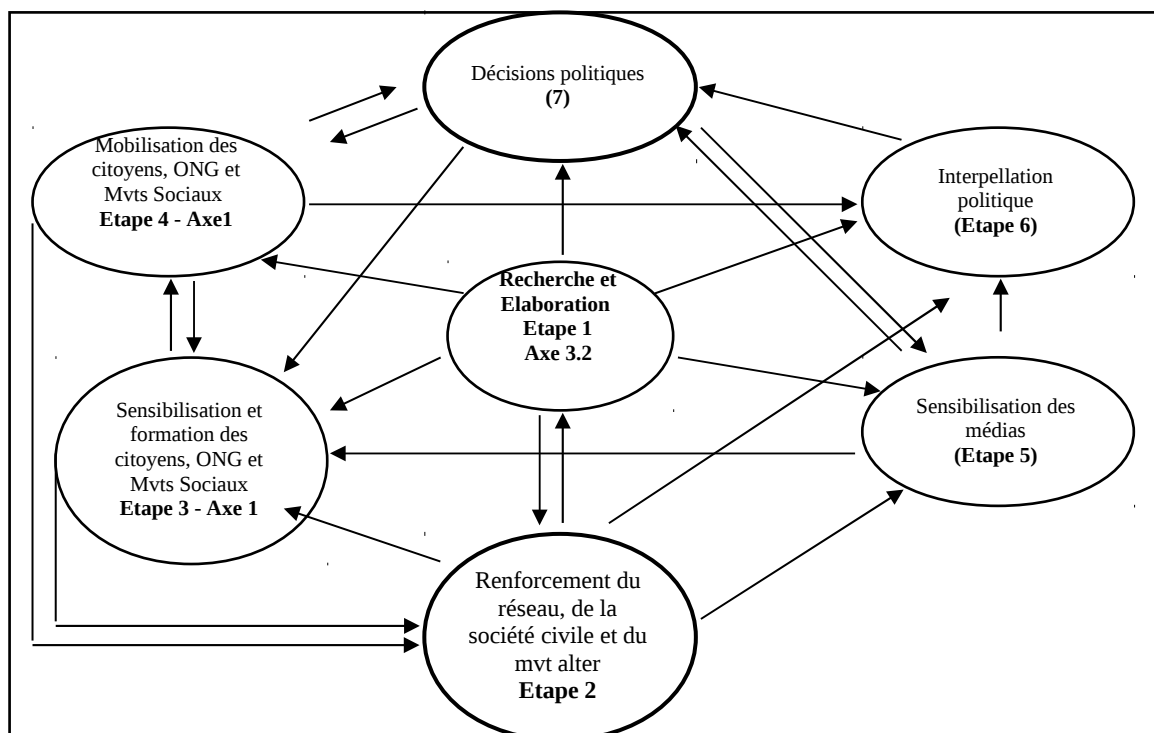 Décisions politiques
(7)
Mobilisation des
citoyens, ONG et
Mvts Sociaux
Etape 4 - Axe1
Interpellation
politique
(Etape 6)
Recherche et
Elaboration
Etape 1
Axe 3.2
Sensibilisation et
formation des
citoyens, ONG et
Mvts Sociaux
Etape 3 - Axe 1
Sensibilisation des
médias
(Etape 5)
Renforcement du
réseau, de la
société civile et du
mvt alter
Etape 2